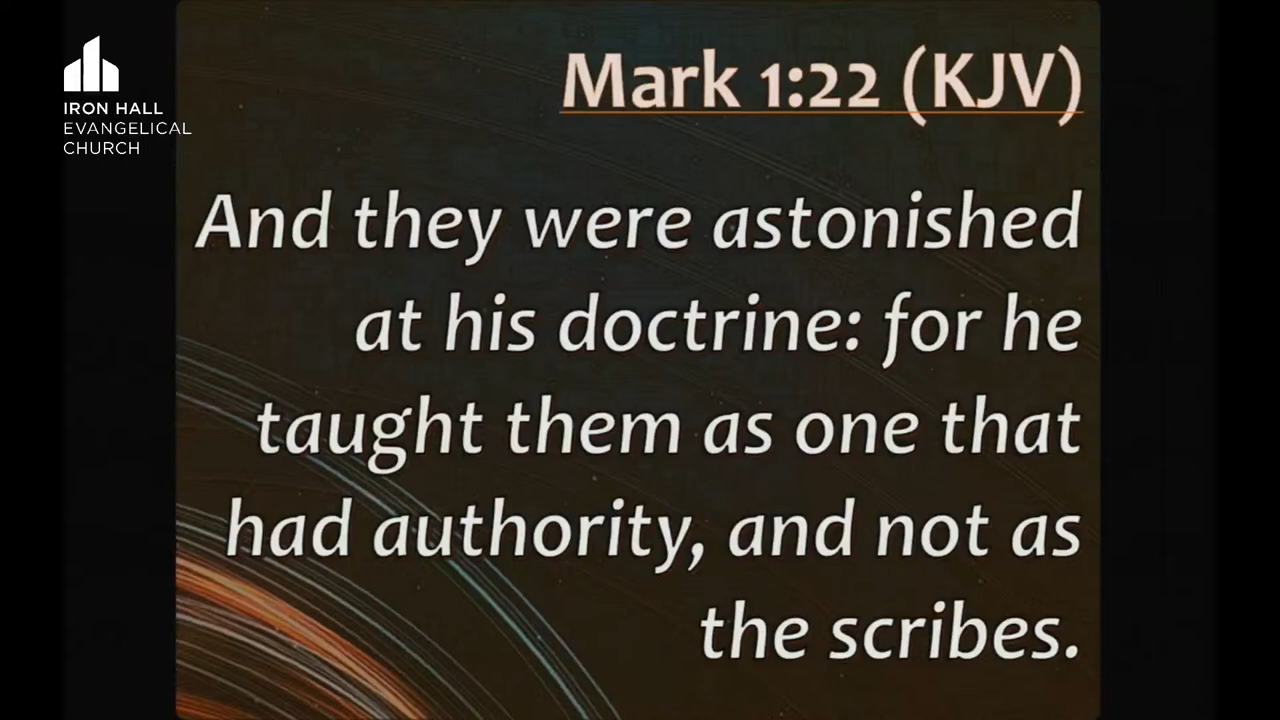 IRON HALL
EVANGELICAL
CHURCH
Mark 1:22 (KJV)
And they were astonished
at his doctrine: for he
taught them as one that
had authority, and not as
the scribes.